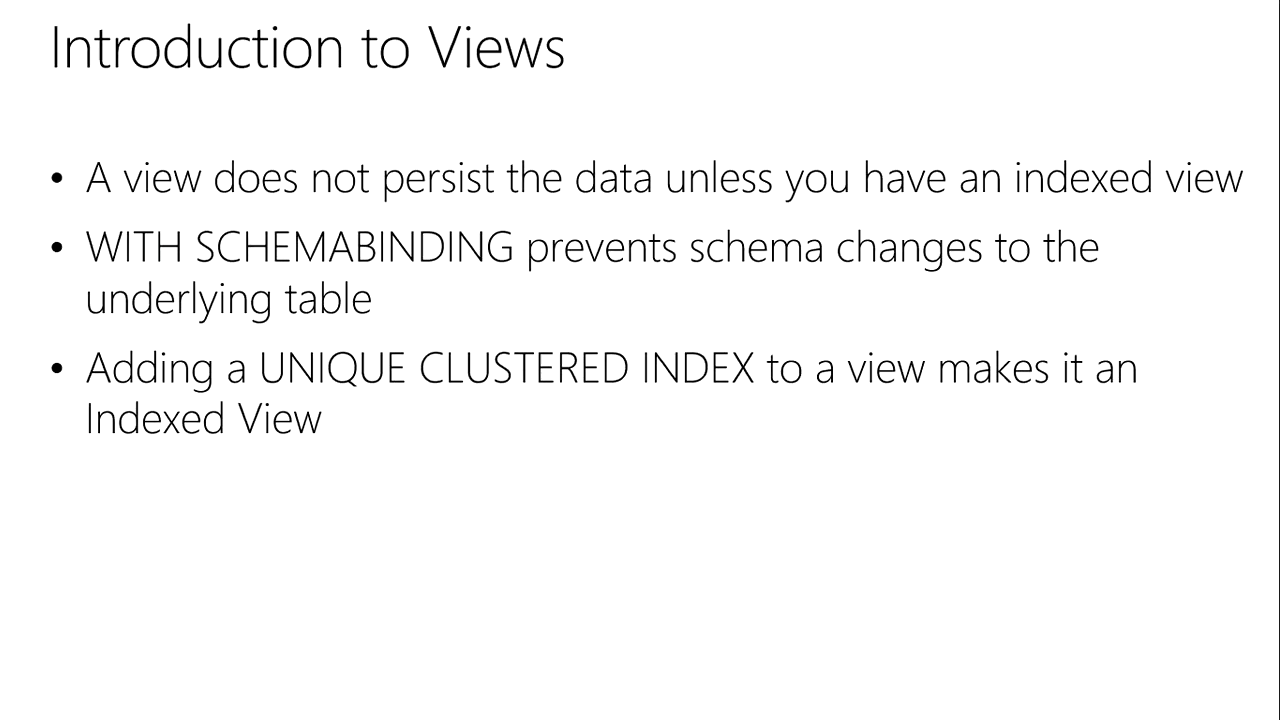 Introduction to Views
• A view does not persist the data unless you have an indexed view
• WITH SCHEMABINDING prevents schema changes to the
underlying table
• Adding a UNIQUE CLUSTERED INDEX to a view makes it an
Indexed View